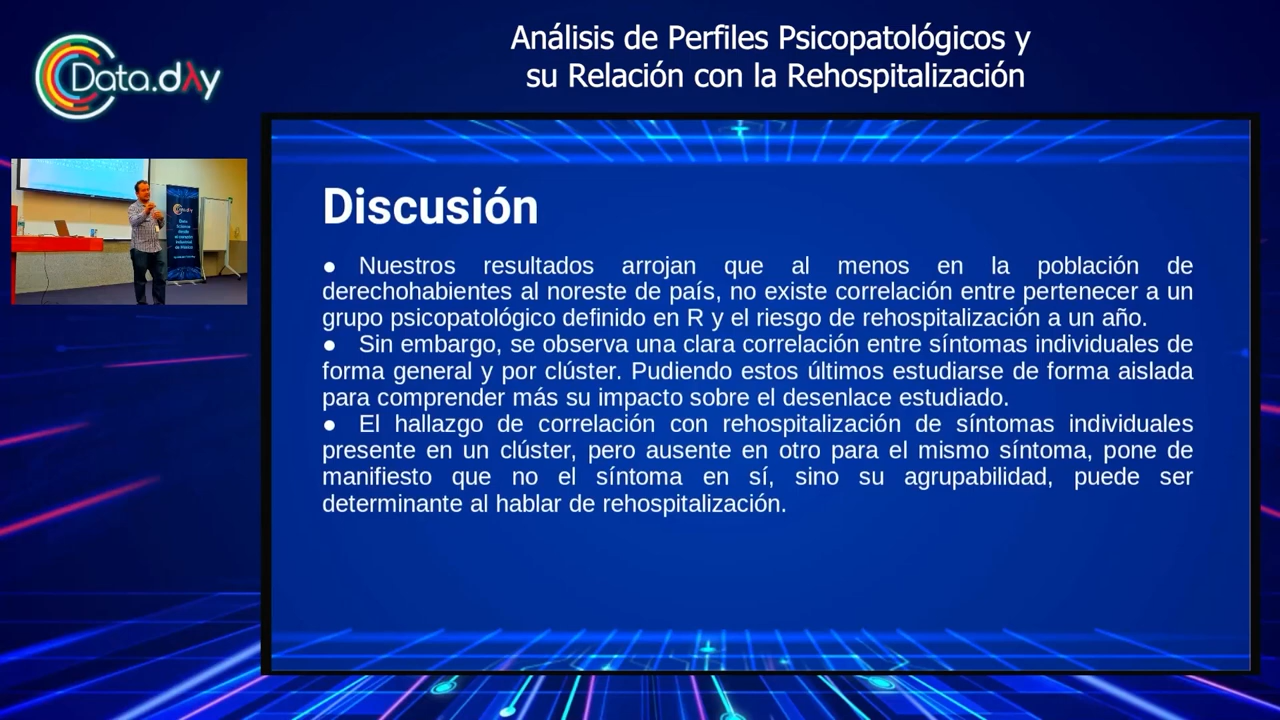 Data.dλy
Análisis de Perfiles Psicopatológicos y
su Relación con la Rehospitalización
Discusión
● Nuestros resultados arrojan que al menos en la población de
derechohabientes al noreste de país, no existe correlación entre pertenecer a un
grupo psicopatológico definido en R y el riesgo de rehospitalización a un año.
● Sin embargo, se observa una clara correlación entre síntomas individuales de
forma general y por clúster. Pudiendo estos últimos estudiarse de forma aislada
para comprender más su impacto sobre el desenlace estudiado.
● El hallazgo de correlación con rehospitalización de síntomas individuales
presente en un clúster, pero ausente en otro para el mismo síntoma, pone de
manifiesto que no el síntoma en sí, sino su agrupabilidad, puede ser
determinante al hablar de rehospitalización.